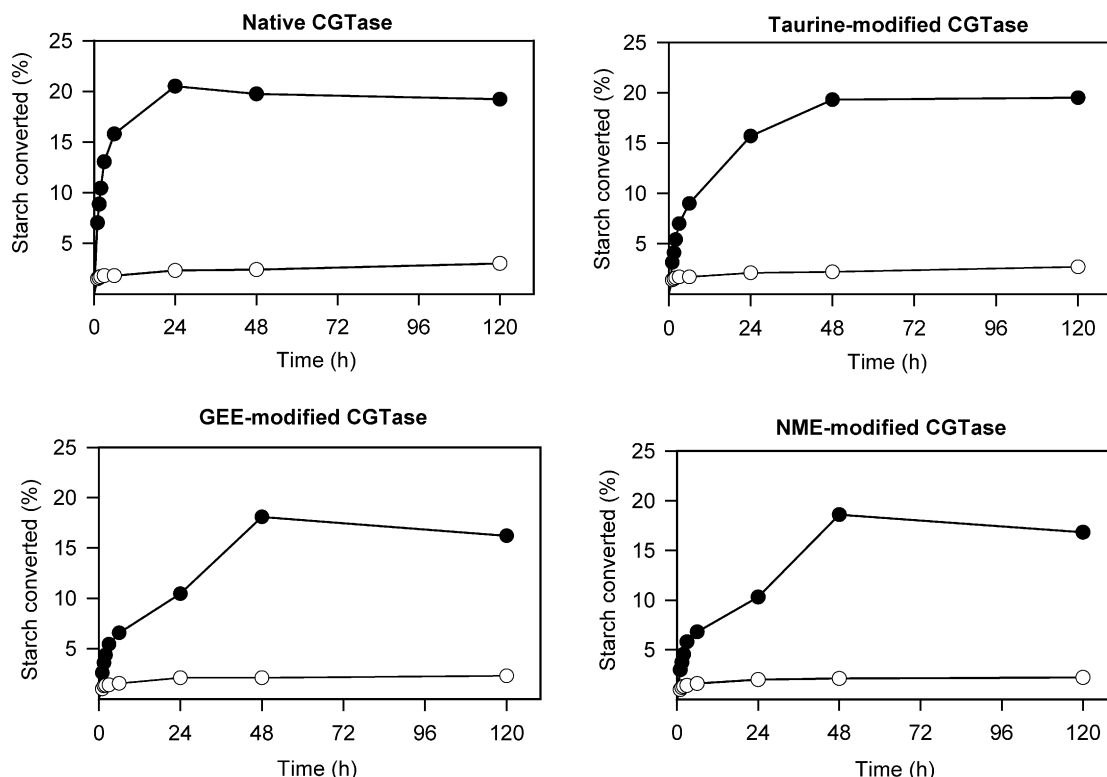 Native CGTase
Starch converted (%)
25
20
15
10
5
0 24 48 72 96 120
Time (h)
Taurine-modified CGTase
Starch converted (%)
25
20
15
10
5
0 24 48 72 96 120
Time (h)
GEE-modified CGTase
Starch converted (%)
25
20
15
10
5
0 24 48 72 96 120
Time (h)
NME-modified CGTase
Starch converted (%)
25
20
15
10
5
0 24 48 72 96 120
Time (h)